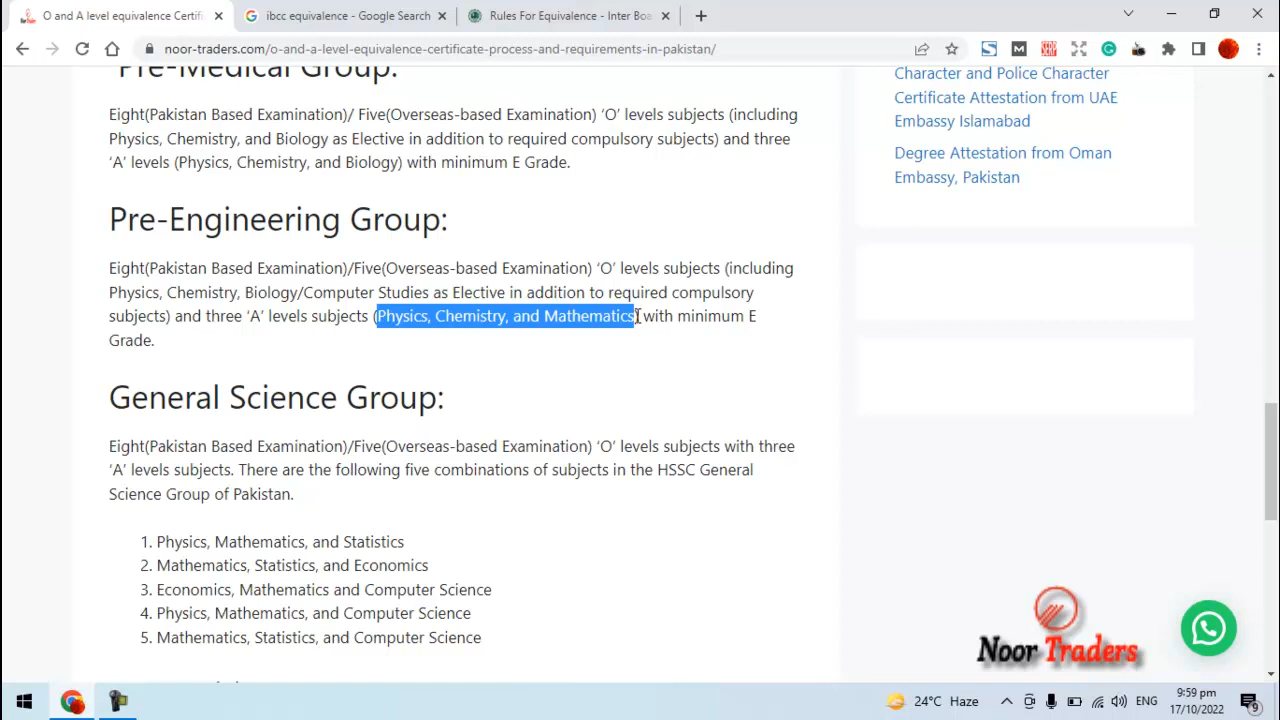 O and A level equivalence Certifi
ibcc equivalence - Google Search
Rules For Equivalence - Inter Boa
noor-traders.com/o-and-a-level-equivalence-certificate-process-and-requirements-in-pakistan/
Pre-Medical Group:
Eight(Pakistan Based Examination)/ Five(Overseas-based Examination) ‘O’ levels subjects (including
Physics, Chemistry, and Biology as Elective in addition to required compulsory subjects) and three
‘A’ levels (Physics, Chemistry, and Biology) with minimum E Grade.
Pre-Engineering Group:
Eight(Pakistan Based Examination)/Five(Overseas-based Examination) ‘O’ levels subjects (including
Physics, Chemistry, Biology/Computer Studies as Elective in addition to required compulsory
subjects) and three ‘A’ levels subjects (Physics, Chemistry, and Mathematics) with minimum E
Grade.
General Science Group:
Eight(Pakistan Based Examination)/Five(Overseas-based Examination) ‘O’ levels subjects with three
‘A’ levels subjects. There are the following five combinations of subjects in the HSSC General
Science Group of Pakistan.
1. Physics, Mathematics, and Statistics
2. Mathematics, Statistics, and Economics
3. Economics, Mathematics and Computer Science
4. Physics, Mathematics, and Computer Science
5. Mathematics, Statistics, and Computer Science
Character and Police Character
Certificate Attestation from UAE
Embassy Islamabad
Degree Attestation from Oman
Embassy, Pakistan
Noor Traders
24°C Haze
ENG
9:59 pm
17/10/2022
9